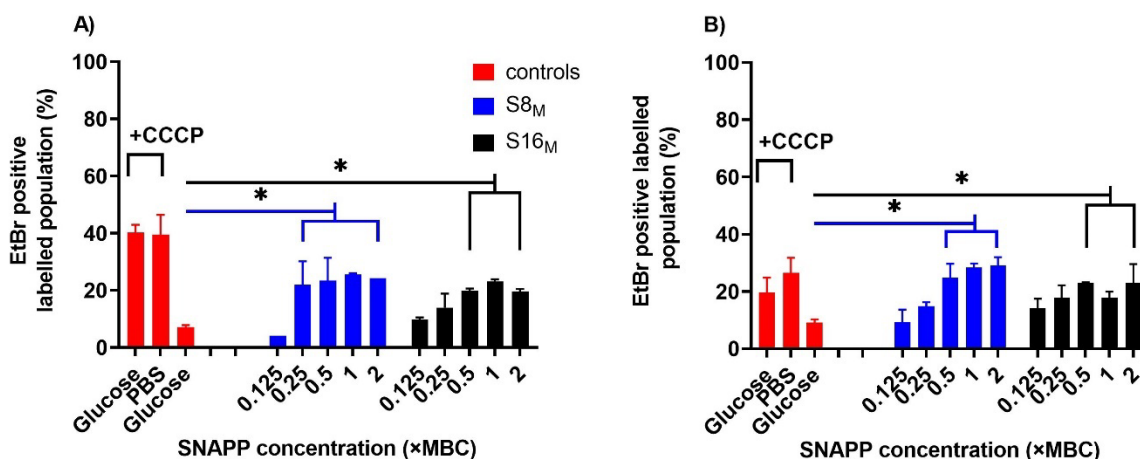 A)
EtBr positive
labelled population (%)
100
80
60
40
20
0
+CCCP
*
*
controls
S8M
S16M
Glucose
PBS
Glucose
0.125
0.25
0.5
1
2
0.125
0.25
0.5
1
2
SNAPP concentration (×MBC)
B)
EtBr positive labelled
population (%)
100
80
60
40
20
0
+CCCP
*
*
Glucose
PBS
Glucose
0.125
0.25
0.5
1
2
0.125
0.25
0.5
1
2
SNAPP concentration (×MBC)